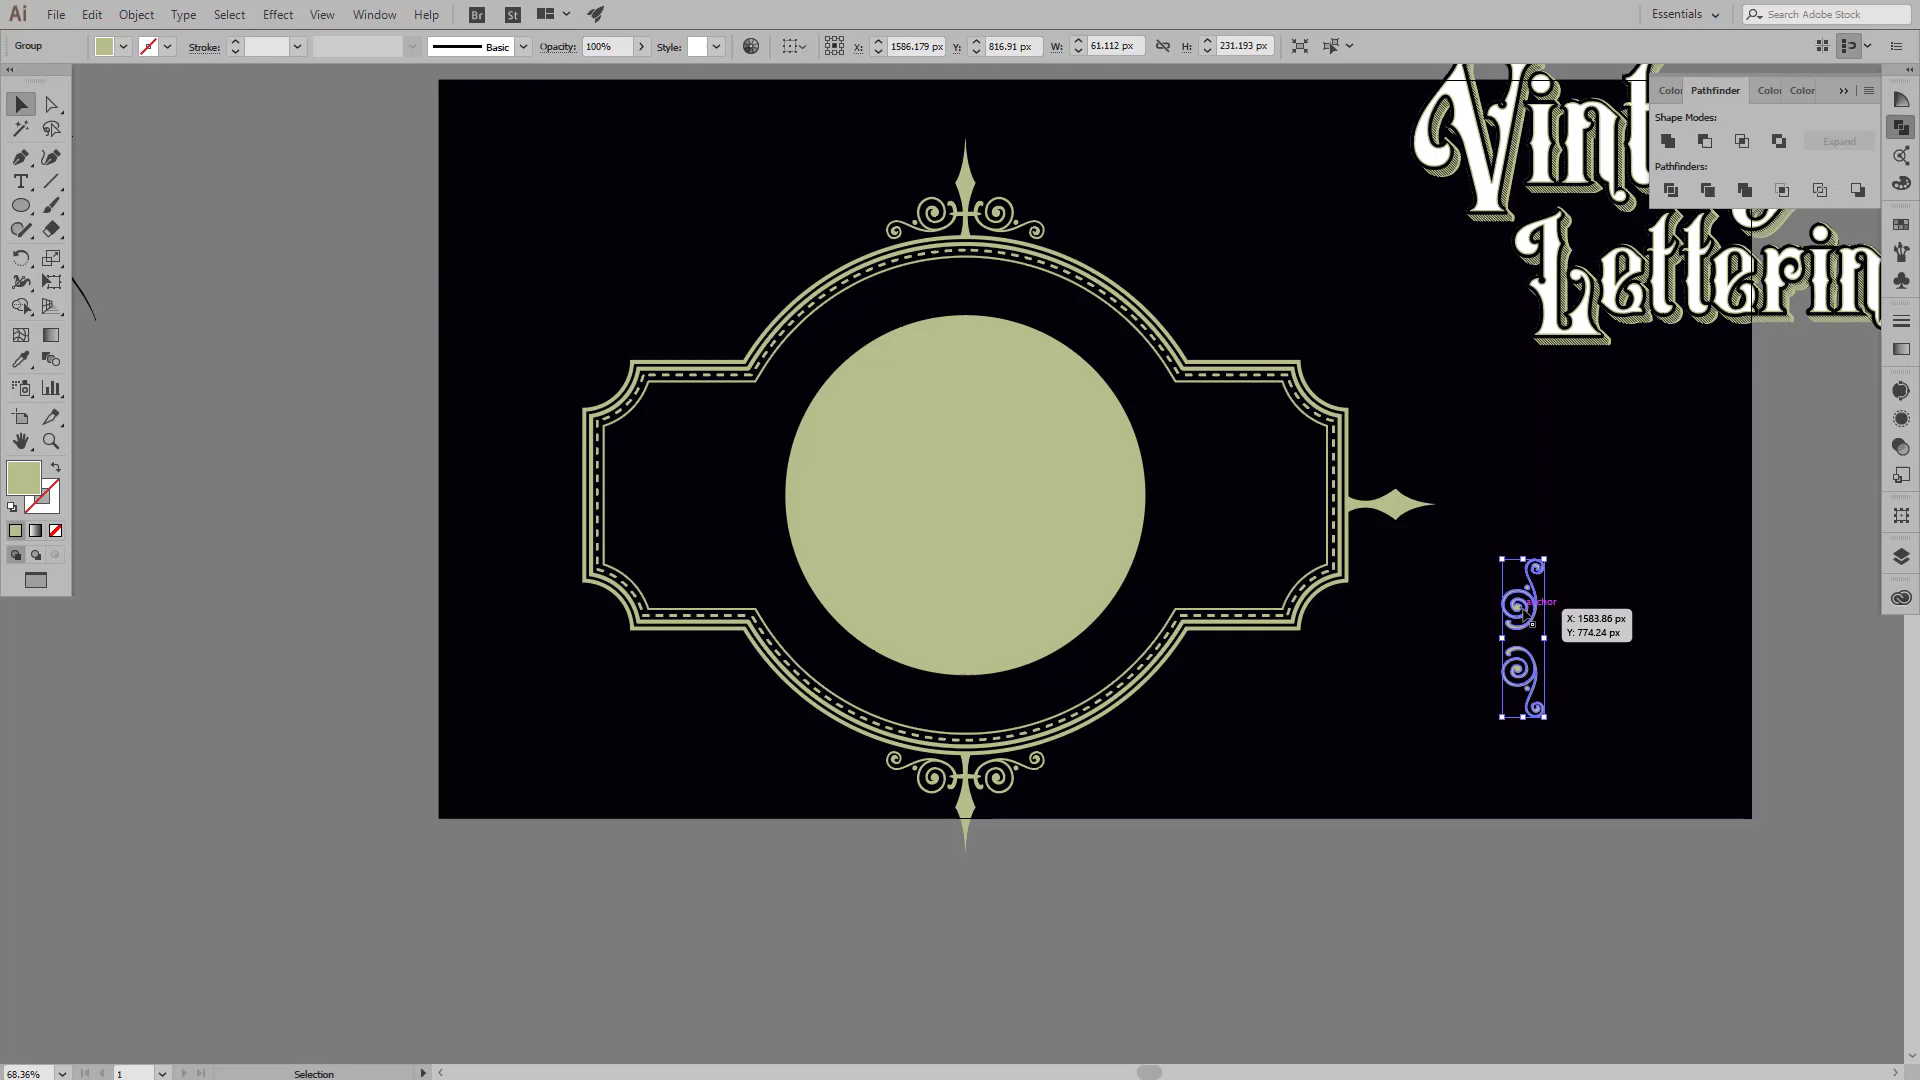 Ai File Edit Object Type Select Effect View Window Help Br St Essentials Search Adobe Stock
Group Stroke: Basic Opacity: 100% Style: X: 1586.179 px Y: 816.91 px W: 61.112 px H: 231.193 px
Colo Pathfinder Colo Color
Shape Modes:
Expand
Pathfinders:
Vint
Letterin
X: 1583.86 px
Y: 774.24 px
68.36% 1 Selection